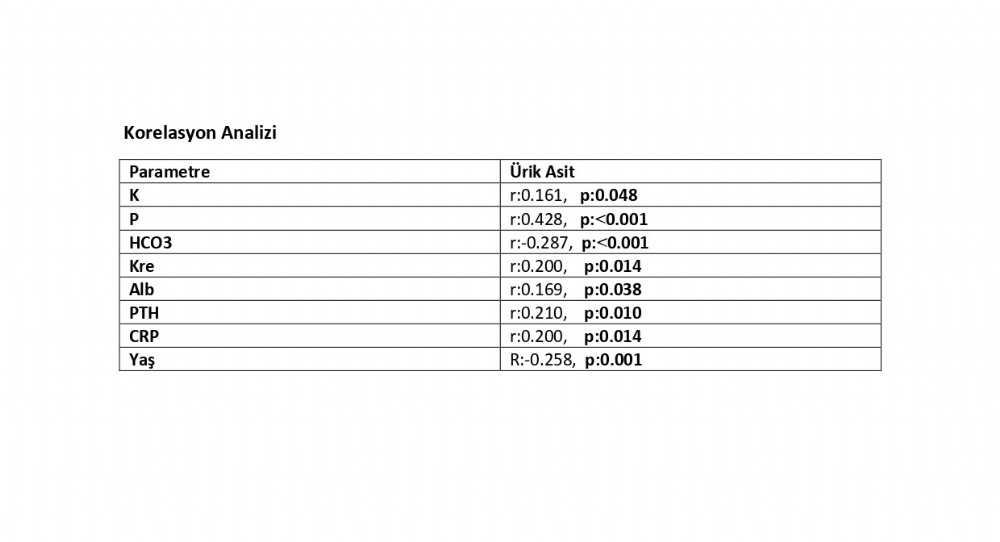 Korelasyon Analizi
Parametre Ürik Asit
K r:0.161, p:0.048
P r:0.428, p:<0.001
HCO3 r:-0.287, p:<0.001
Kre r:0.200, p:0.014
Alb r:0.169, p:0.038
PTH r:0.210, p:0.010
CRP r:0.200, p:0.014
Yaş R:-0.258, p:0.001